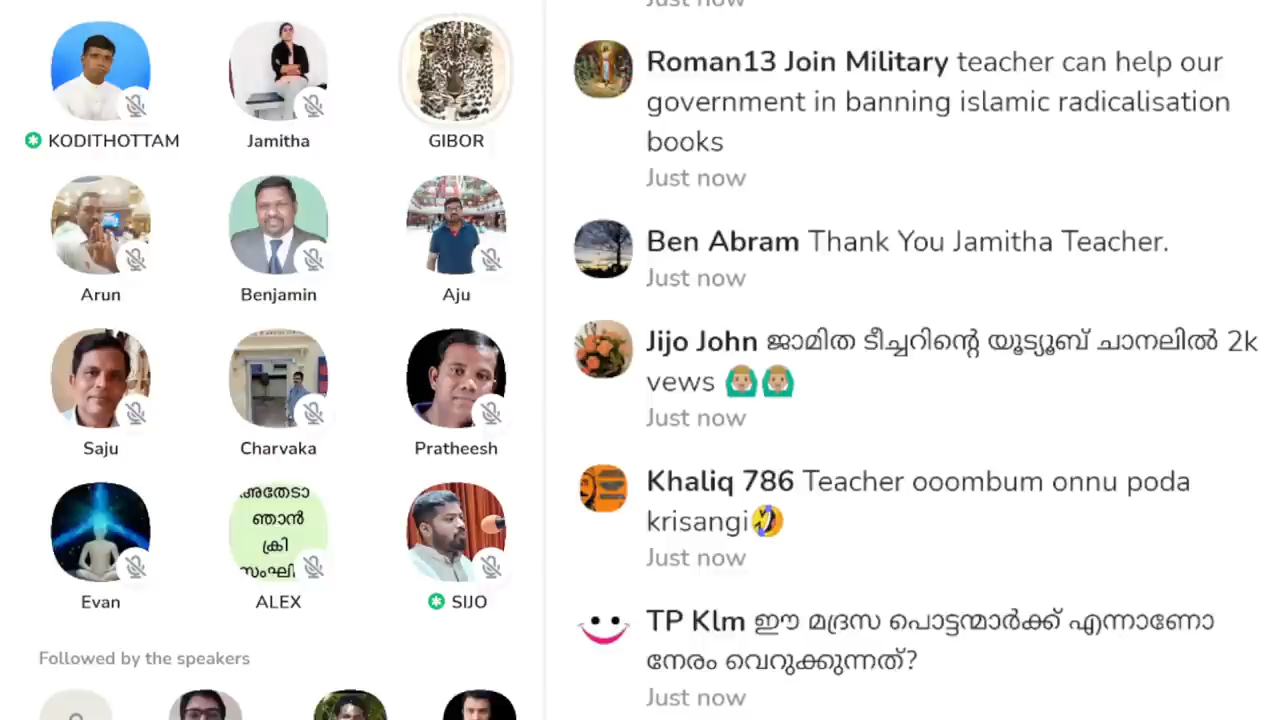 KODITHOTTAM
Jamitha
GIBOR
Arun
Benjamin
Aju
Saju
Charvaka
Pratheesh
അതേടാ
ഞാൻ
ക്രി
സംഘി
Evan
ALEX
SIJO
Followed by the speakers
Just now
Roman13 Join Military teacher can help our
government in banning islamic radicalisation
books
Just now
Ben Abram Thank You Jamitha Teacher.
Just now
Jijo John ജാമിത ടീച്ചറിന്റെ യൂട്യൂബ് ചാനലിൽ 2k
vews 🙆🏼‍♂️🙆🏼‍♂️
Just now
Khaliq 786 Teacher ooombum onnu poda
krisangi🤣
Just now
TP Klm ഈ മദ്രസ പൊട്ടന്മാർക്ക് എന്നാണോ
നേരം വെറുക്കുന്നത്?
Just now